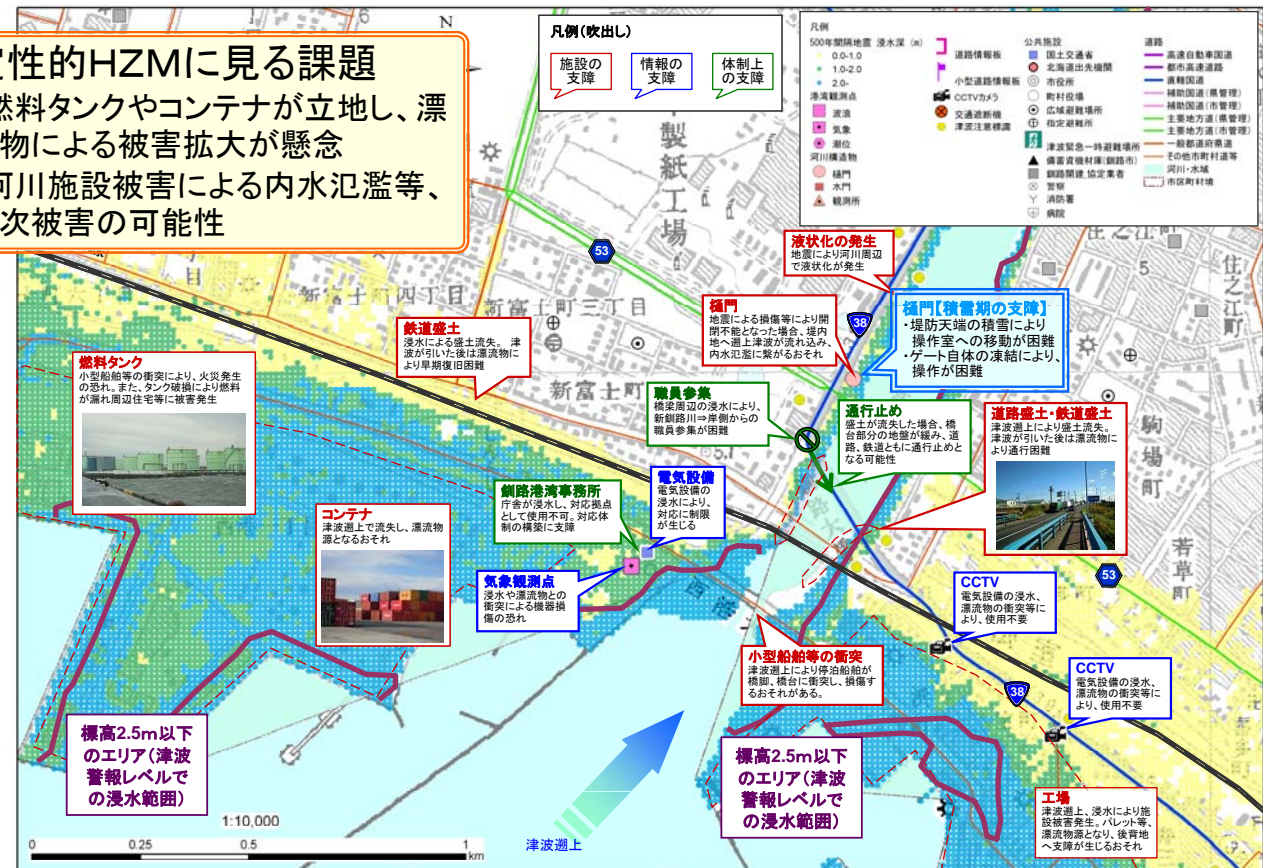 定性的HZMに見る課題
燃料タンクやコンテナが立地し、漂
物による被害拡大が懸念
河川施設被害による内水氾濫等、
次被害の可能性
N
凡例(吹出し)
施設の
支障
情報の
支障
体制上
の支障
凡例
500年間隔地震 浸水深 (m)
0.0-1.0
1.0-2.0
2.0-
港湾観測点
波浪
気象
潮位
河川構造物
樋門
水門
観測所
道路情報板
小型道路情報板
CCTVカメラ
交通遮断機
津波注意標識
公共施設
国土交通省
北海道出先機関
市役所
町村役場
広域避難場所
指定避難所
津波緊急一時避難場所
備蓄資機材庫(釧路市)
釧路開建_協定業者
警察
消防署
病院
道路
高速自動車国道
都市高速道路
直轄国道
補助国道(県管理)
補助国道(市管理)
主要地方道(県管理)
主要地方道(市管理)
一般都道府県道
その他市町村道等
河川・水域
市区町村境
製紙工場
53
新富士町四丁目
新富士町三丁目
新富士町
住之江町
住之江町
駒場町
若草町
西港
5
5.1
液状化の発生
地震により河川周辺
で液状化が発生
樋門
地震による損傷等により開
閉不能となった場合、堤内
地へ遡上津波が流れ込み、
内水氾濫に繋がるおそれ
38
樋門【積雪期の支障】
・堤防天端の積雪により
操作室への移動が困難
・ゲート自体の凍結により、
操作が困難
鉄道盛土
浸水による盛土流失。 津
波が引いた後は漂流物に
より早期復旧困難
燃料タンク
小型船舶等の衝突により、火災発生
の恐れ。また、タンク破損により燃料
が漏れ周辺住宅等に被害発生
職員参集
橋梁周辺の浸水により、
新釧路川⇒岸側からの
職員参集が困難
通行止め
盛土が流失した場合、橋
台部分の地盤が緩み、道
路、鉄道ともに通行止めと
なる可能性
道路盛土・鉄道盛土
津波遡上により盛土流失。
津波が引いた後は漂流物に
より通行困難
釧路港湾事務所
庁舎が浸水し、対応拠点
として使用不可。対応体
制の構築に支障
電気設備
電気設備の
浸水により、
対応に制限
が生じる
コンテナ
津波遡上で流失し、漂流物
源となるおそれ
気象観測点
浸水や漂流物との
衝突による機器損
傷の恐れ
53
CCTV
電気設備の浸水、
漂流物の衝突等に
より、使用不要
小型船舶等の衝突
津波遡上により停泊船舶が
橋脚、橋台に衝突し、損傷す
るおそれがある。
38
CCTV
電気設備の浸水、
漂流物の衝突等に
より、使用不要
標高2.5m以下
のエリア(津波
警報レベルで
の浸水範囲)
標高2.5m以下
のエリア(津波
警報レベルで
の浸水範囲)
工場
津波遡上、浸水により施
設被害発生。パレット等、
漂流物源となり、後背地
へ支障が生じるおそれ
1:10,000
0
0.25
0.5
1
km
津波遡上